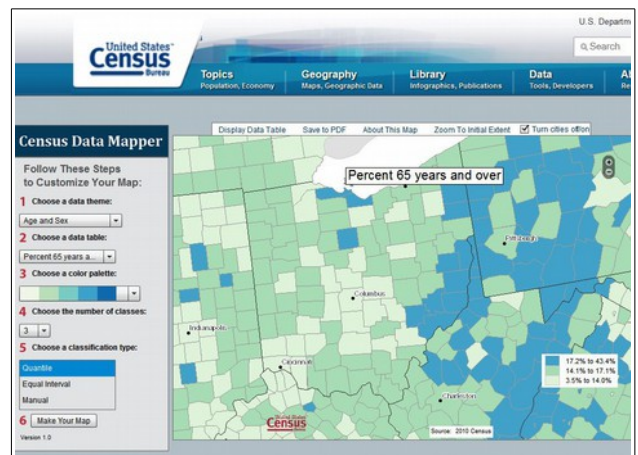 U.S. Departm
United States™
Census
Bureau
Search
Topics
Population, Economy
Geography
Maps, Geographic Data
Library
Infographics, Publications
Data
Tools, Developers
Al
Re
Display Data Table Save to PDF About This Map Zoom To Initial Extent Turn cities off/on
Census Data Mapper
Follow These Steps
to Customize Your Map:
1 Choose a data theme:
Age and Sex
2 Choose a data table:
Percent 65 years a...
3 Choose a color palette:
4 Choose the number of classes:
3
5 Choose a classification type:
Quantile
Equal Interval
Manual
6 Make Your Map
Version 1.0
Percent 65 years and over
Pittsburgh
Columbus
Indianapolis
Cincinnati
Charleston
17.2% to 43.4%
14.1% to 17.1%
3.5% to 14.0%
United States
Census
Source: 2010 Census